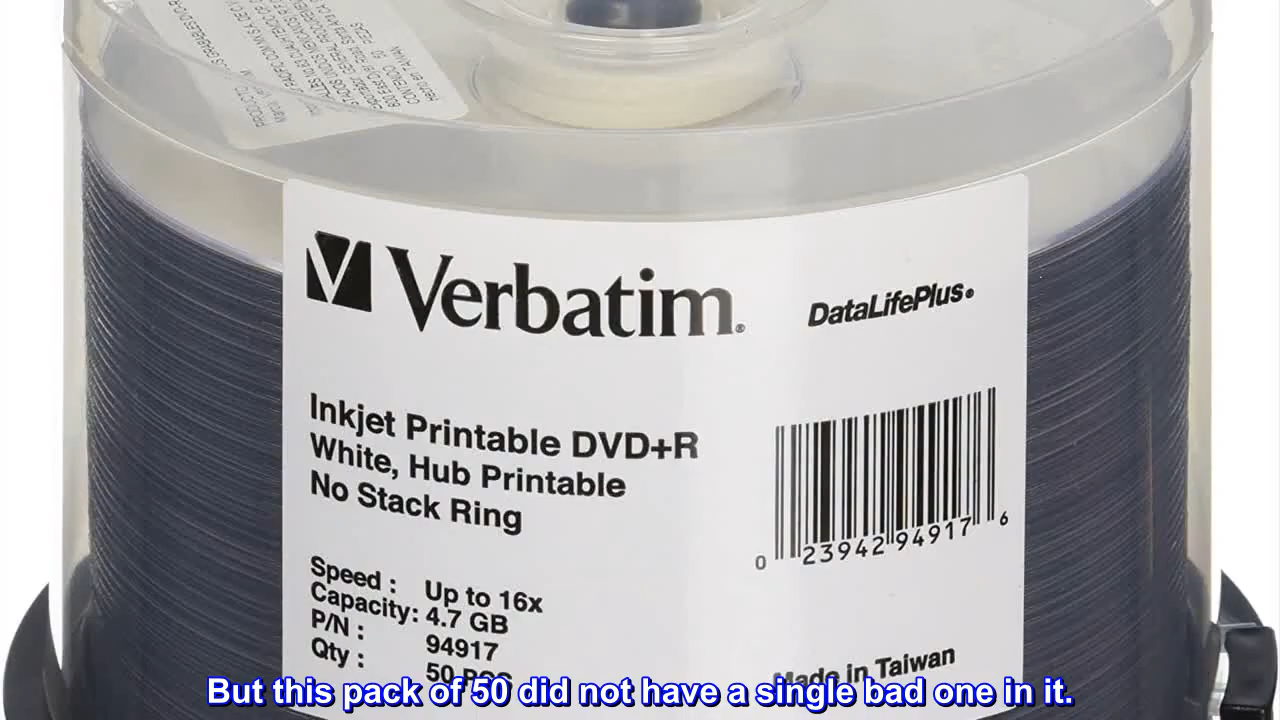 Verbatim.
DataLifePlus.
Inkjet Printable DVD+R
White, Hub Printable
No Stack Ring
0 23942 94917 6
Speed : Up to 16x
Capacity: 4.7 GB
P/N : 94917
Qty : 50 PCS
Made in Taiwan
But this pack of 50 did not have a single bad one in it.